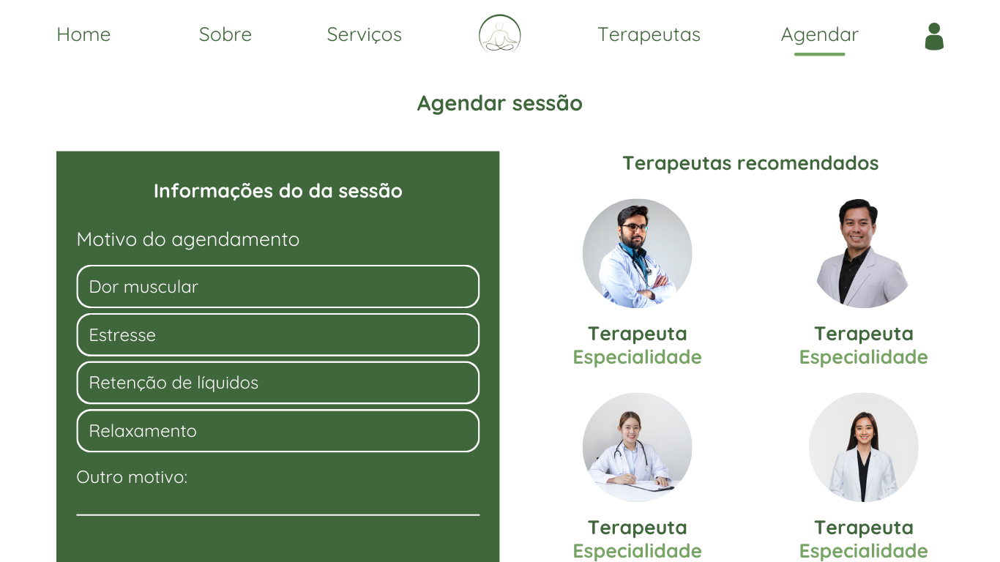 Home
Sobre
Serviços
Terapeutas
Agendar
Agendar sessão
Informações do da sessão
Motivo do agendamento
Dor muscular
Estresse
Retenção de líquidos
Relaxamento
Outro motivo:
Terapeutas recomendados
Terapeuta
Especialidade
Terapeuta
Especialidade
Terapeuta
Especialidade
Terapeuta
Especialidade